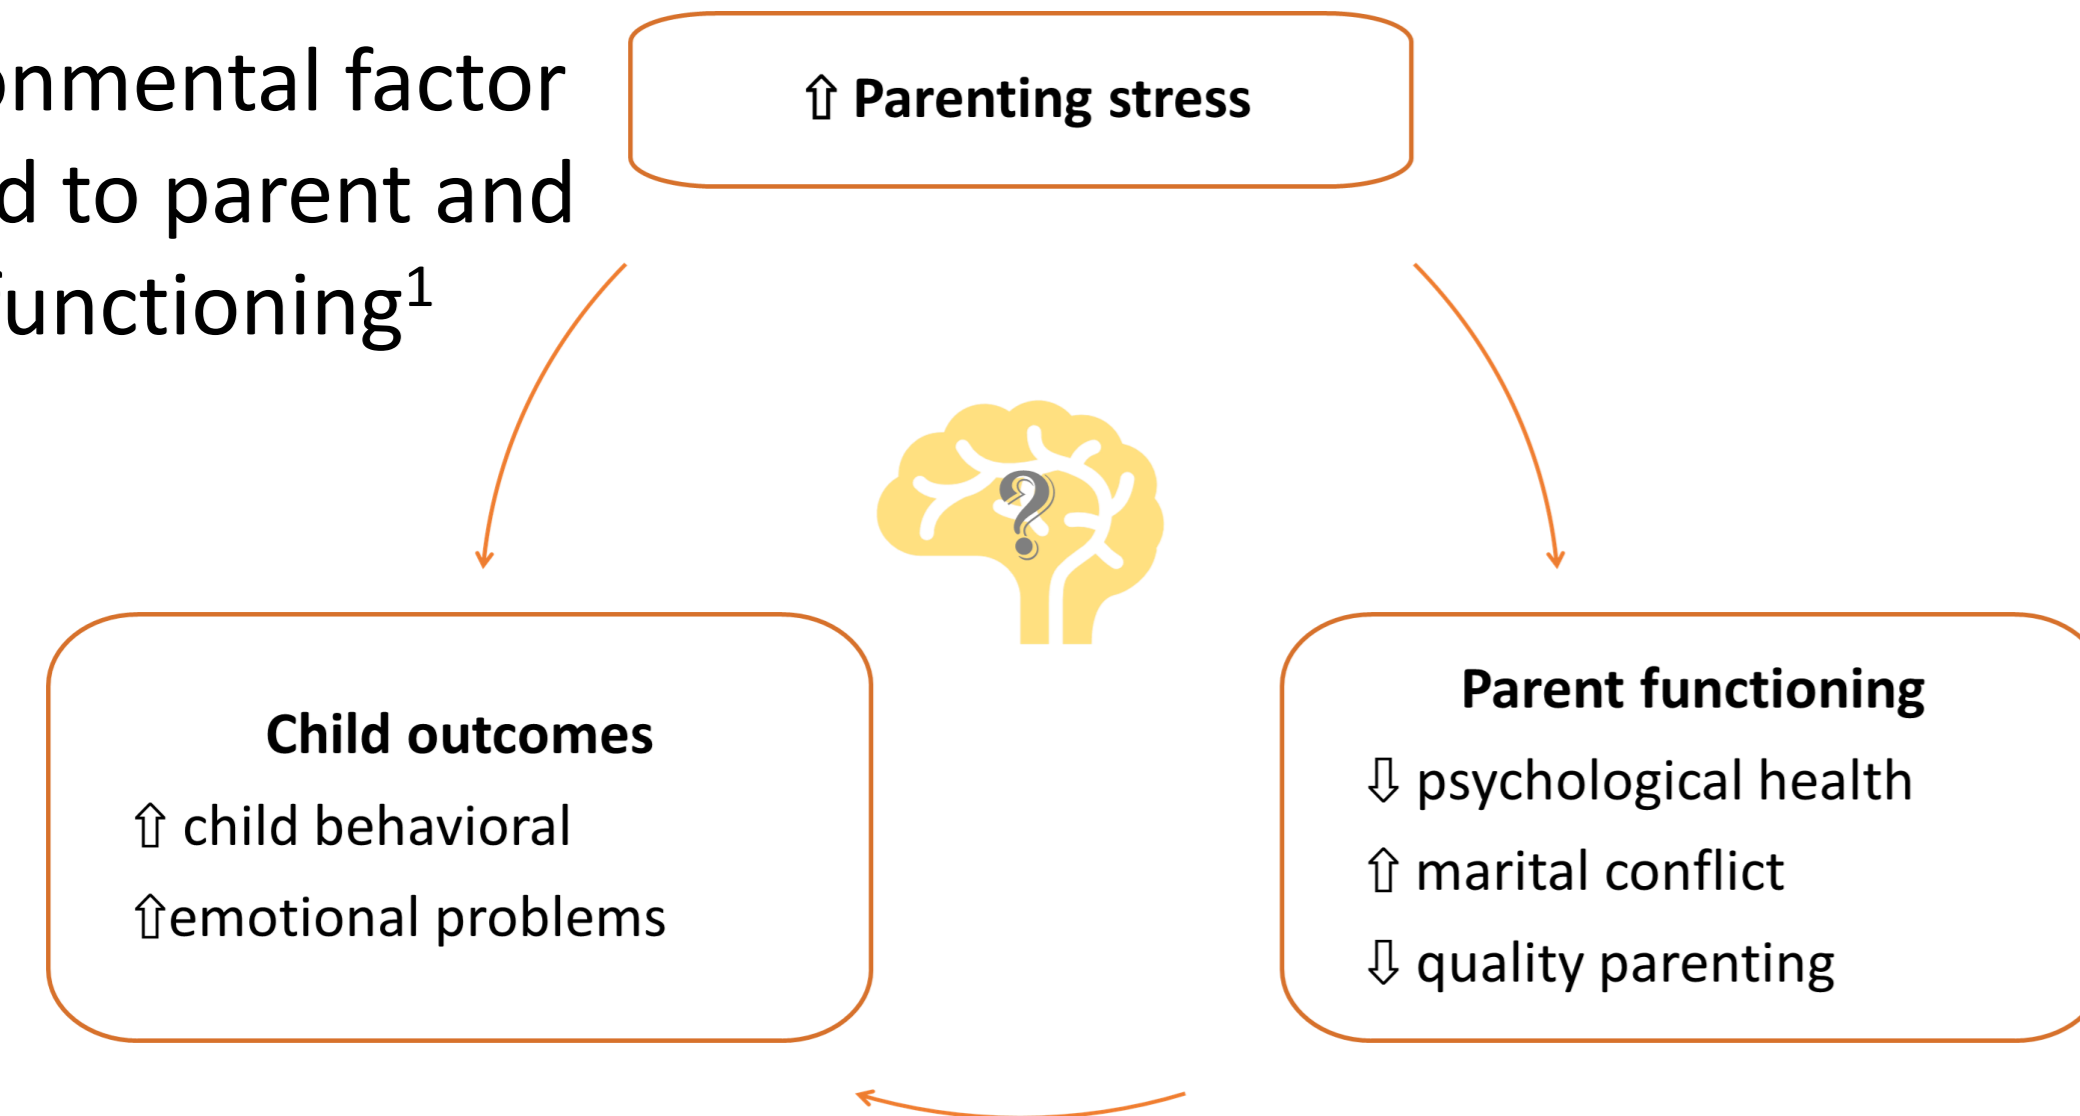 onmental factor
d to parent and
functioning¹
⇧ Parenting stress
?
Child outcomes
⇧ child behavioral
⇧emotional problems
Parent functioning
⇩ psychological health
⇧ marital conflict
⇩ quality parenting